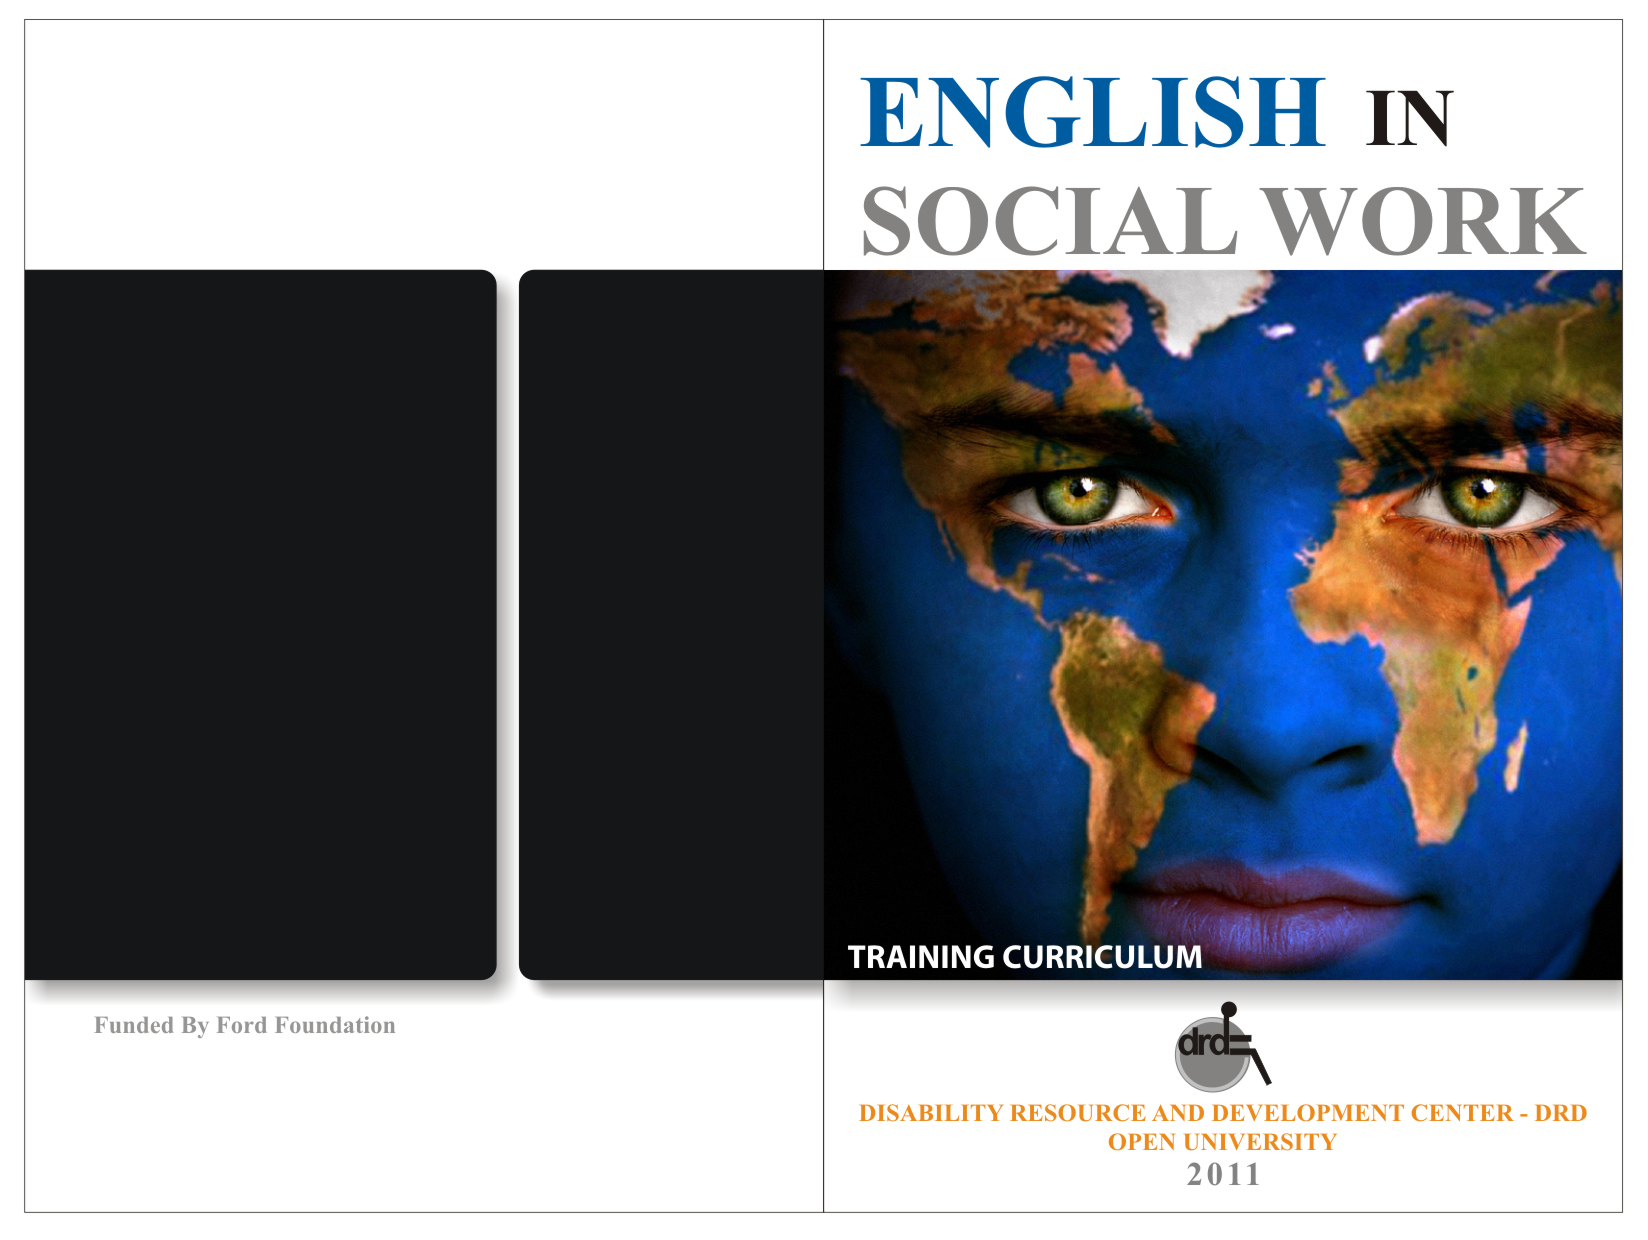 ENGLISH IN
SOCIAL WORK
TRAINING CURRICULUM
Funded By Ford Foundation
drd
DISABILITY RESOURCE AND DEVELOPMENT CENTER - DRD
OPEN UNIVERSITY
2011